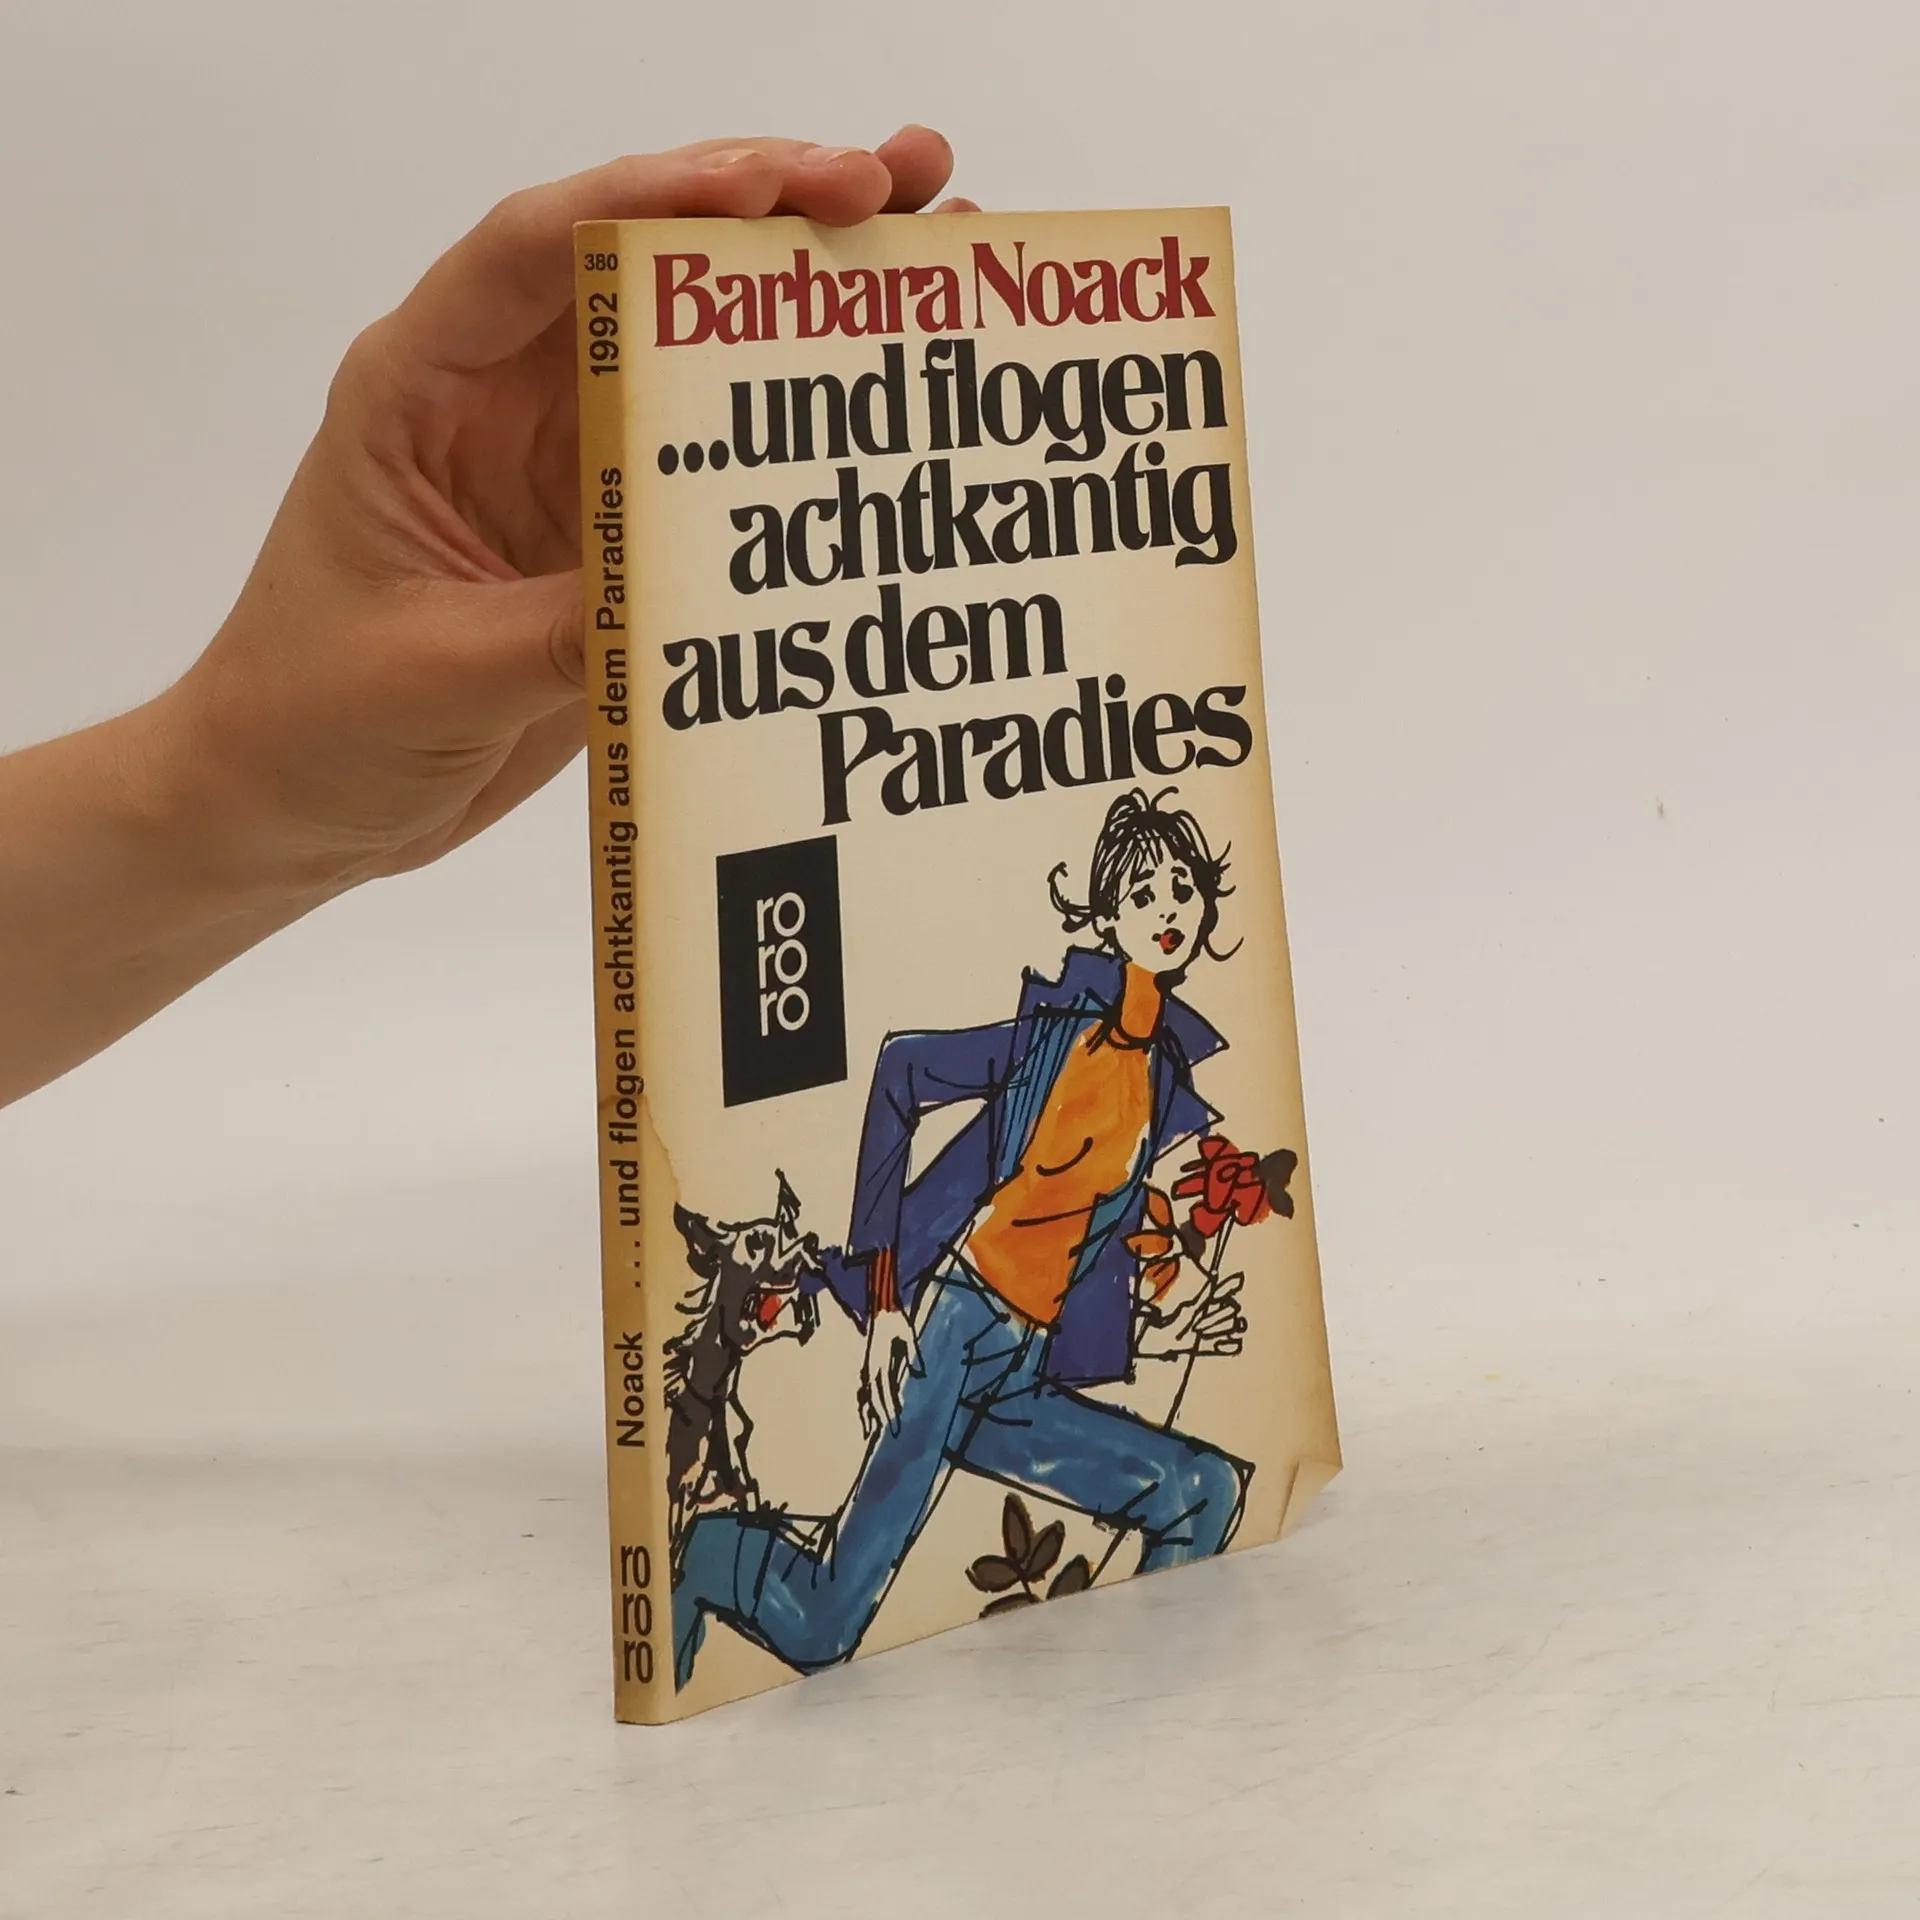 Barbara Noack
...und flogen
achtkantig
aus dem
Paradies
ro
ro
ro
380
1992
Noack ...und flogen achtkantig aus dem Paradies
ro
ro
ro